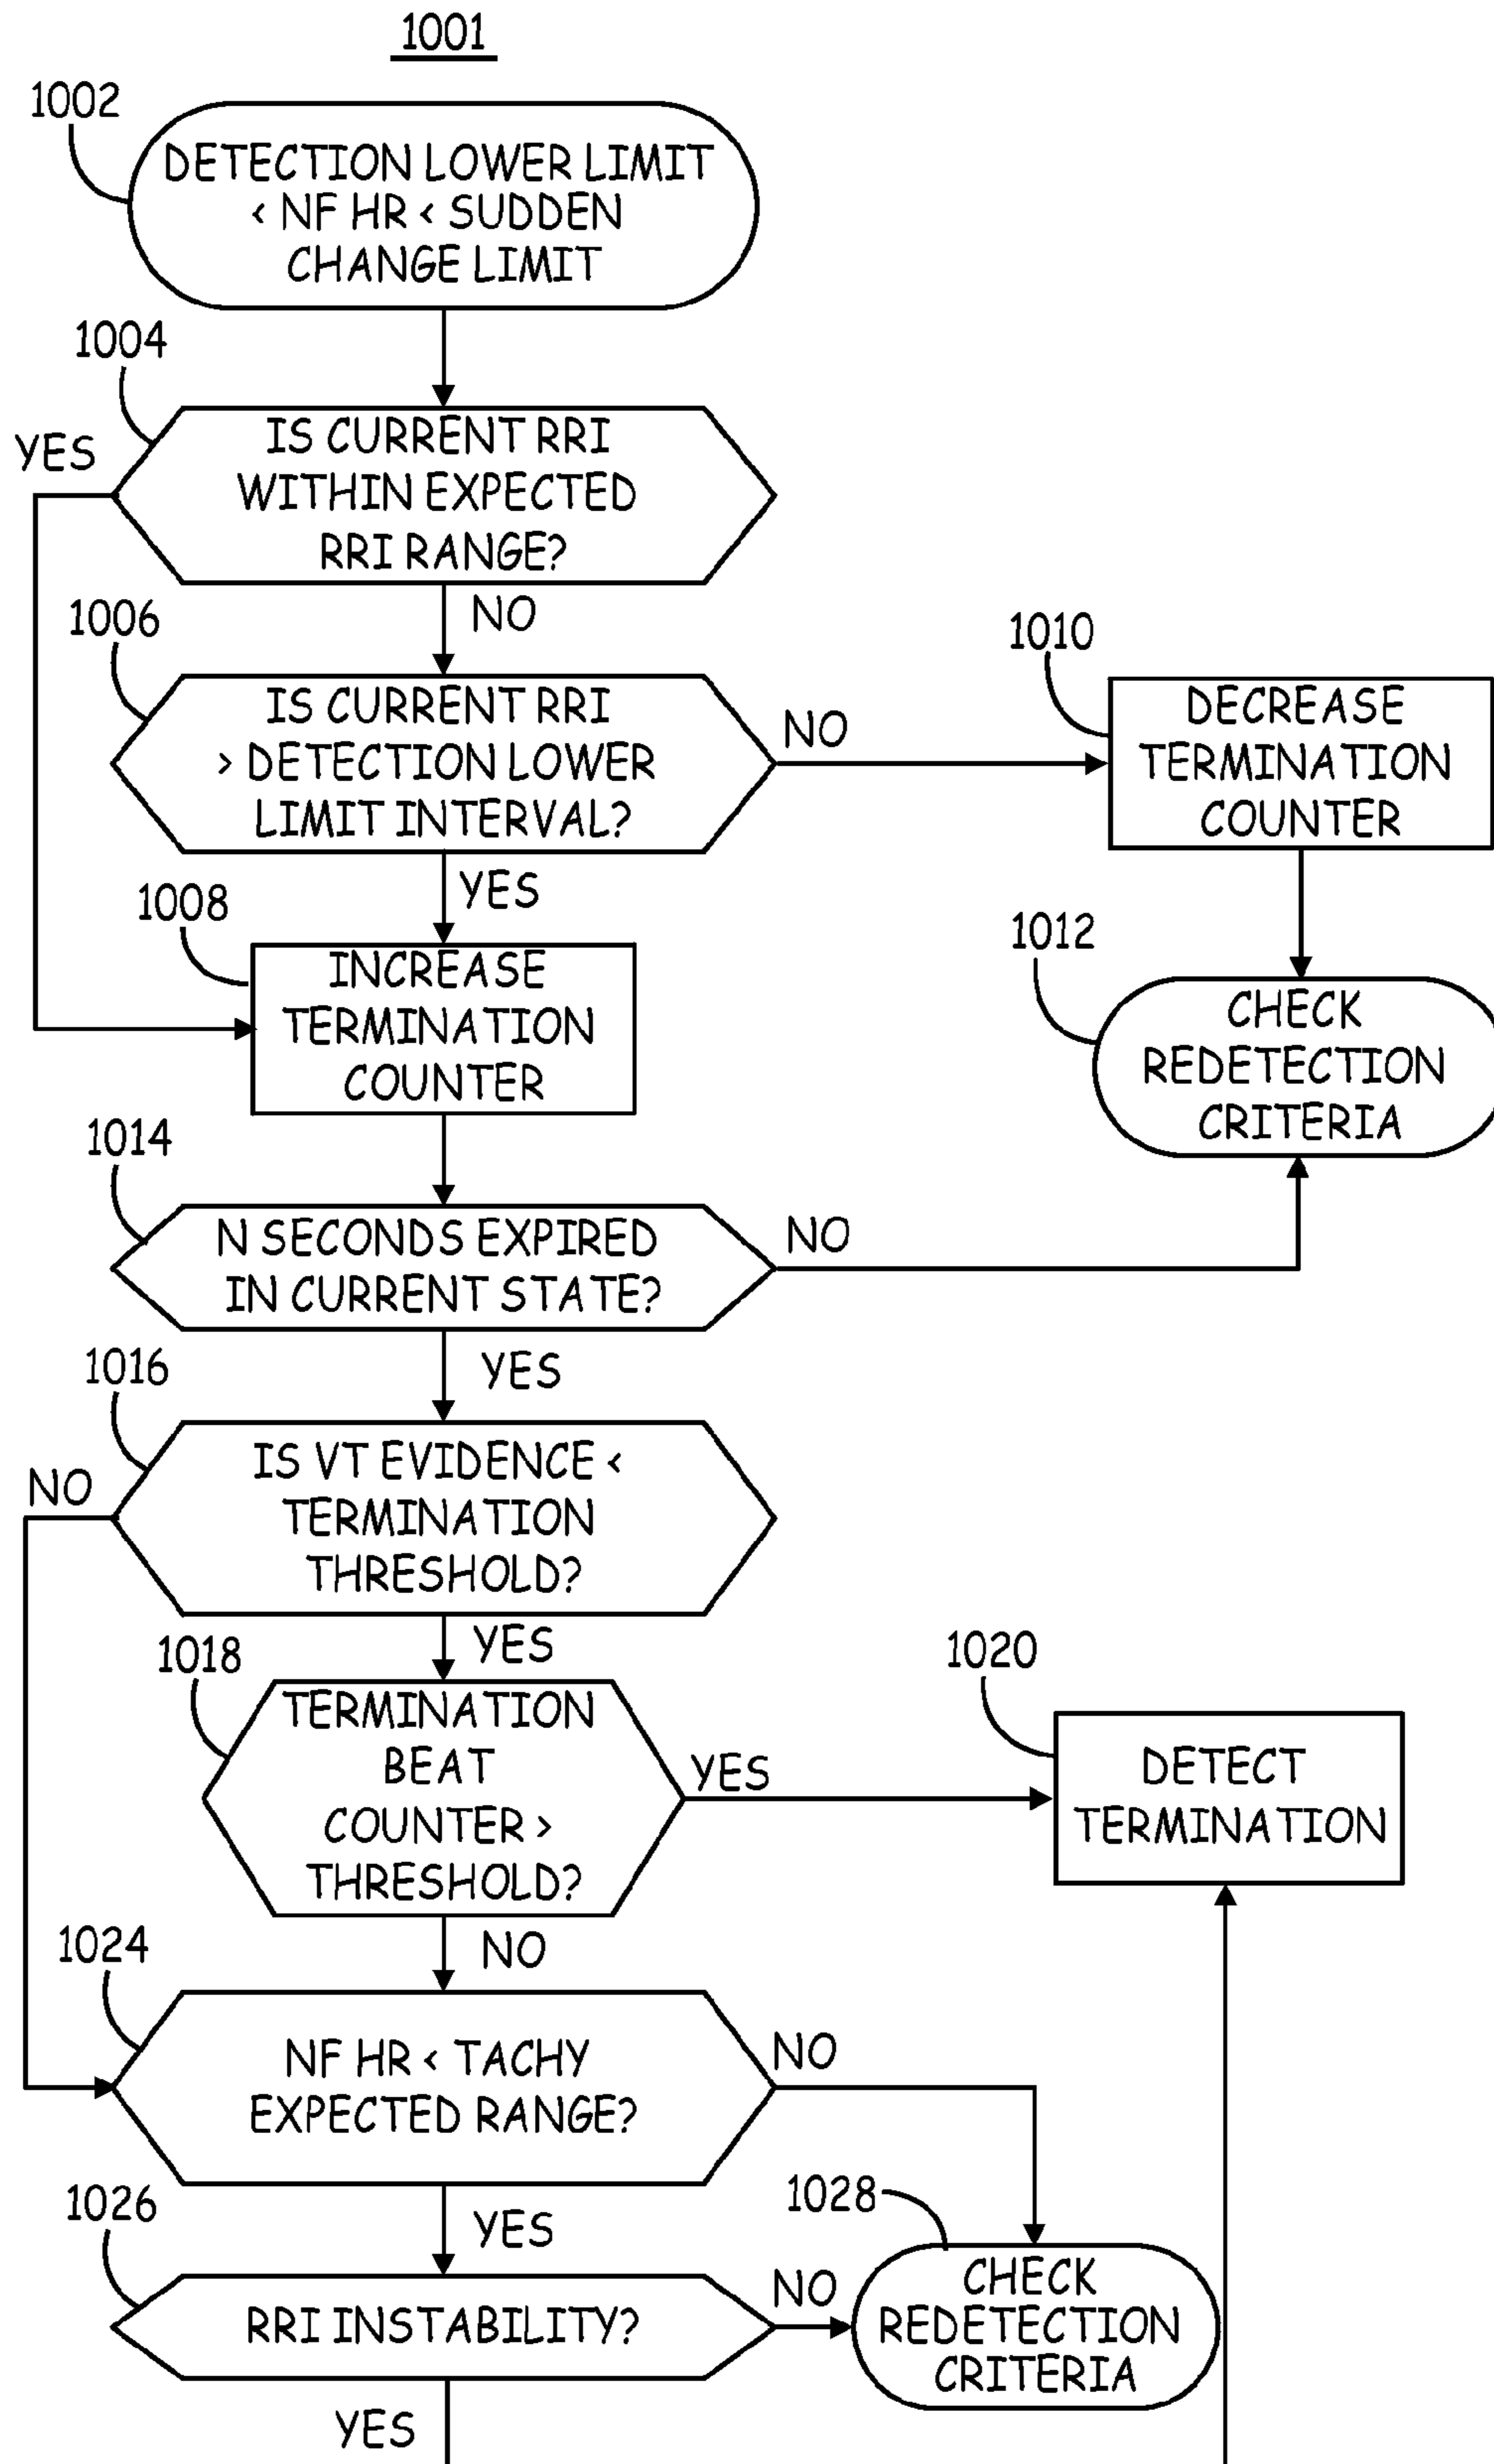 1001
1002
DETECTION LOWER LIMIT
< NF HR < SUDDEN
CHANGE LIMIT
1004
YES
IS CURRENT RRI
WITHIN EXPECTED
RRI RANGE?
NO
1006
IS CURRENT RRI
> DETECTION LOWER
LIMIT INTERVAL?
NO
1010
DECREASE
TERMINATION
COUNTER
YES
1008
INCREASE
TERMINATION
COUNTER
1012
CHECK
REDETECTION
CRITERIA
1014
N SECONDS EXPIRED
IN CURRENT STATE?
NO
YES
1016
NO
IS VT EVIDENCE <
TERMINATION
THRESHOLD?
YES
1018
TERMINATION
BEAT
COUNTER >
THRESHOLD?
YES
1020
DETECT
TERMINATION
NO
1024
NF HR < TACHY
EXPECTED RANGE?
NO
YES
1026
RRI INSTABILITY?
NO
1028
CHECK
REDETECTION
CRITERIA
YES